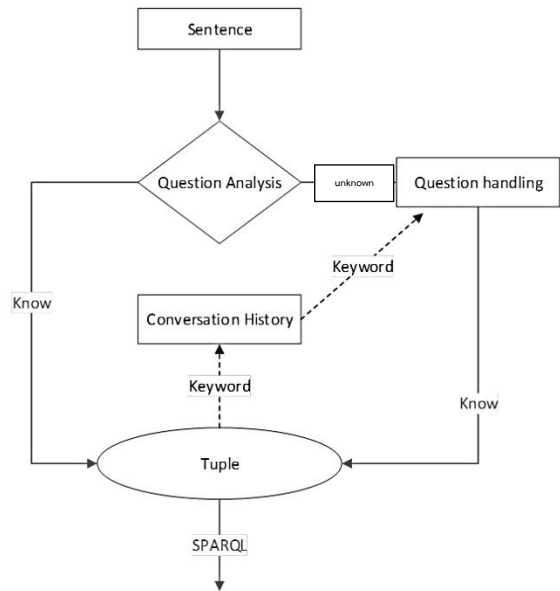 Sentence
Question Analysis
unknown
Question handling
Keyword
Know
Conversation History
Keyword
Know
Tuple
SPARQL